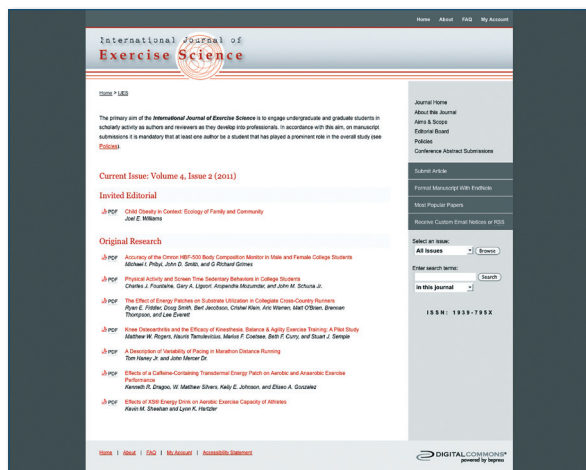 Home About FAQ My Account
International Journal of
Exercise Science
Home > IJES
The primary aim of the International Journal of Exercise Science is to engage undergraduate and graduate students in
scholarly activity as authors and reviewers as they develop into professionals. In accordance with this aim, on manuscript
submissions it is mandatory that at least one author be a student that has played a prominent role in the overall study (see
Policies).
Current Issue: Volume 4, Issue 2 (2011)
Invited Editorial
PDF Child Obesity in Context: Ecology of Family and Community
Joel E. Williams
Original Research
PDF Accuracy of the Omron HBF-500 Body Composition Monitor in Male and Female College Students
Michael I. Pribyl, John D. Smith, and G Richard Grimes
PDF Physical Activity and Screen Time Sedentary Behaviors in College Students
Charles J. Fountaine, Gary A. Liguori, Arupendra Mozumdar, and John M. Schuna Jr.
PDF The Effect of Energy Patches on Substrate Utilization in Collegiate Cross-Country Runners
Ryan E. Fiddler, Doug Smith, Bert Jacobson, Crishel Klein, Aric Warren, Matt O'Brien, Brennan
Thompson, and Lee Everett
PDF Knee Osteoarthritis and the Efficacy of Kinesthesia, Balance & Agility Exercise Training: A Pilot Study
Matthew W. Rogers, Nauris Tamulevicius, Marius F. Coetsee, Beth F. Curry, and Stuart J. Semple
PDF A Description of Variability of Pacing in Marathon Distance Running
Tom Haney Jr. and John Mercer Dr.
PDF Effects of a Caffeine-Containing Transdermal Energy Patch on Aerobic and Anaerobic Exercise
Performance
Kenneth R. Dragoo, W. Matthew Silvers, Kelly E. Johnson, and Eliseo A. Gonzalez
PDF Effects of XS® Energy Drink on Aerobic Exercise Capacity of Athletes
Kevin M. Sheehan and Lynn K. Hartzler
Journal Home
About this Journal
Aims & Scope
Editorial Board
Policies
Conference Abstract Submissions
Submit Article
Format Manuscript With EndNote
Most Popular Papers
Receive Custom Email Notices or RSS
Select an issue:
All Issues Browse
Enter search terms:
Search
in this journal
ISSN: 1939-795X
Home | About | FAQ | My Account | Accessibility Statement
DIGITALCOMMONS®
powered by bepress